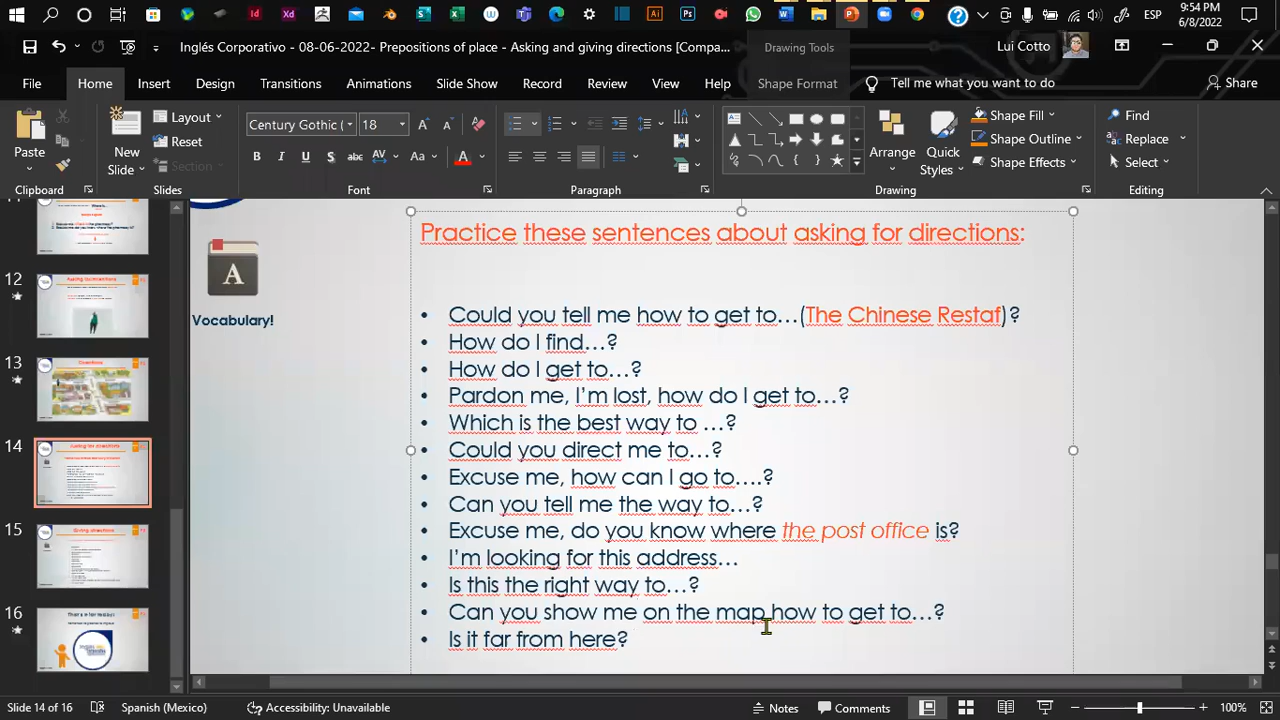 9:54 PM
ESP
6/8/2022
Inglés Corporativo - 08-06-2022- Prepositions of place - Asking and giving directions [Compa...
Drawing Tools
Lui Cotto
File
Home
Insert
Design
Transitions
Animations
Slide Show
Record
Review
View
Help
Shape Format
Tell me what you want to do
Share
Paste
New Slide
Layout
Reset
Section
Century Gothic (
18
Arrange
Quick Styles
Shape Fill
Shape Outline
Shape Effects
Find
Replace
Select
Clipboard
Slides
Font
Paragraph
Drawing
Editing
12
13
14
15
16
A
Vocabulary!
Practice these sentences about asking for directions:
• Could you tell me how to get to…(The Chinese Restaf)?
• How do I find…?
• How do I get to…?
• Pardon me, I’m lost, how do I get to…?
• Which is the best way to …?
• Could you direct me to…?
• Excuse me, how can I go to….?
• Can you tell me the way to…?
• Excuse me, do you know where the post office is?
• I’m looking for this address…
• Is this the right way to…?
• Can you show me on the map how to get to…?
• Is it far from here?
Slide 14 of 16
Spanish (Mexico)
Accessibility: Unavailable
Notes
Comments
100%